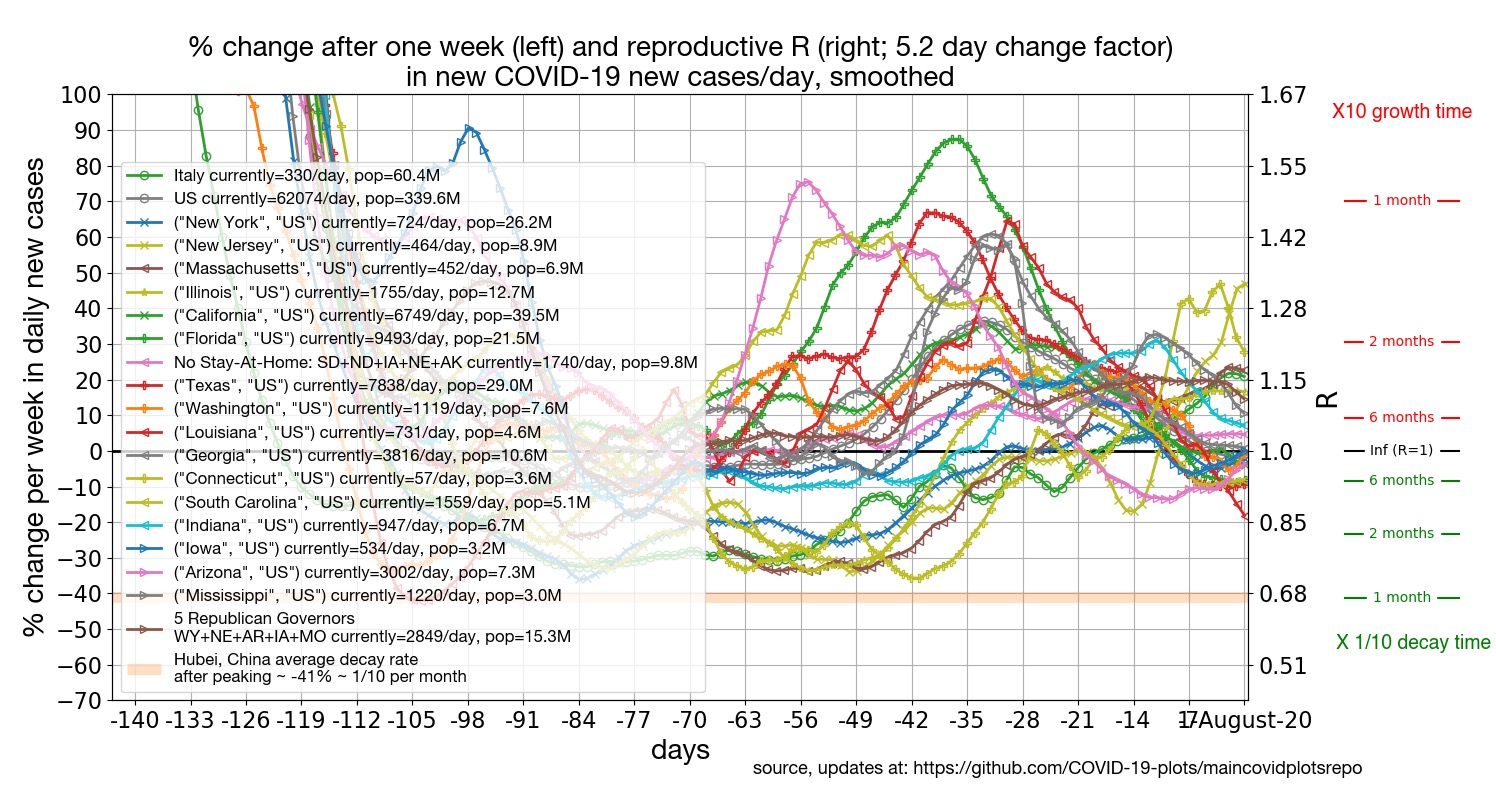 % change after one week (left) and reproductive R (right; 5.2 day change factor)
in new COVID-19 new cases/day, smoothed
% change per week in daily new cases
100
90
80
70
60
50
40
30
20
10
0
−10
−20
−30
−40
−50
−60
−70
Italy currently=330/day, pop=60.4M
US currently=62074/day, pop=339.6M
("New York", "US") currently=724/day, pop=26.2M
("New Jersey", "US") currently=464/day, pop=8.9M
("Massachusetts", "US") currently=452/day, pop=6.9M
("Illinois", "US") currently=1755/day, pop=12.7M
("California", "US") currently=6749/day, pop=39.5M
("Florida", "US") currently=9493/day, pop=21.5M
No Stay-At-Home: SD+ND+IA+NE+AK currently=1740/day, pop=9.8M
("Texas", "US") currently=7838/day, pop=29.0M
("Washington", "US") currently=1119/day, pop=7.6M
("Louisiana", "US") currently=731/day, pop=4.6M
("Georgia", "US") currently=3816/day, pop=10.6M
("Connecticut", "US") currently=57/day, pop=3.6M
("South Carolina", "US") currently=1559/day, pop=5.1M
("Indiana", "US") currently=947/day, pop=6.7M
("Iowa", "US") currently=534/day, pop=3.2M
("Arizona", "US") currently=3002/day, pop=7.3M
("Mississippi", "US") currently=1220/day, pop=3.0M
5 Republican Governors
WY+NE+AR+IA+MO currently=2849/day, pop=15.3M
Hubei, China average decay rate
after peaking ~ -41% ~ 1/10 per month
1.67
1.55
1.42
1.28
1.15
1.0
0.85
0.68
0.51
R
X10 growth time
1 month
2 months
6 months
Inf (R=1)
6 months
2 months
1 month
X 1/10 decay time
-140 -133 -126 -119 -112 -105 -98 -91 -84 -77 -70 -63 -56 -49 -42 -35 -28 -21 -14 August-20
days
source, updates at: https://github.com/COVID-19-plots/maincovidplotsrepo